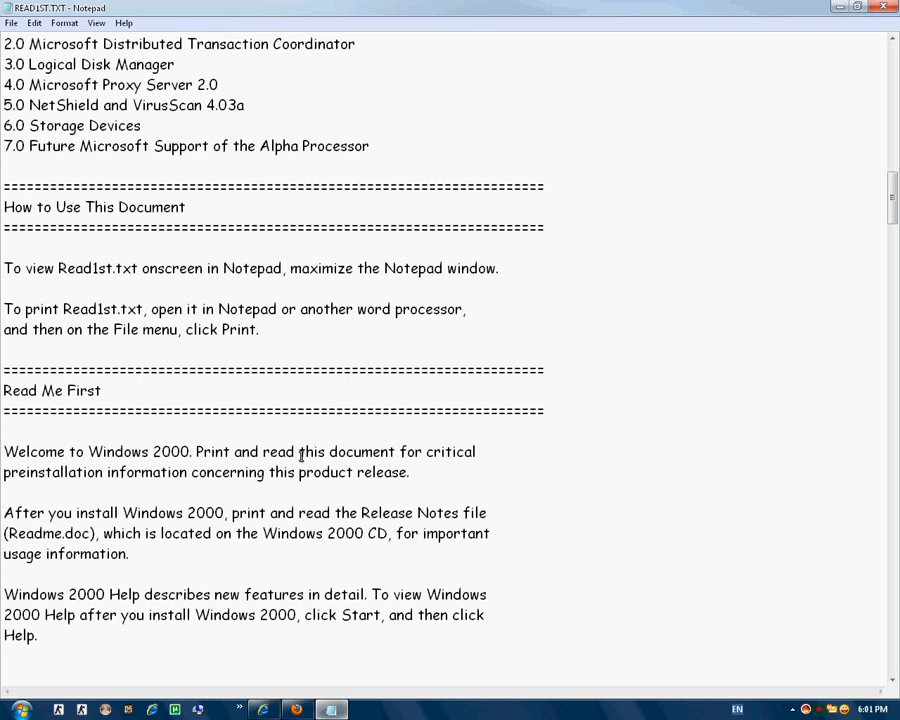 READ1ST.TXT - Notepad
File Edit Format View Help
2.0 Microsoft Distributed Transaction Coordinator
3.0 Logical Disk Manager
4.0 Microsoft Proxy Server 2.0
5.0 NetShield and VirusScan 4.03a
6.0 Storage Devices
7.0 Future Microsoft Support of the Alpha Processor
======================================================================
How to Use This Document
======================================================================
To view Read1st.txt onscreen in Notepad, maximize the Notepad window.
To print Read1st.txt, open it in Notepad or another word processor,
and then on the File menu, click Print.
======================================================================
Read Me First
======================================================================
Welcome to Windows 2000. Print and read this document for critical
preinstallation information concerning this product release.
After you install Windows 2000, print and read the Release Notes file
(Readme.doc), which is located on the Windows 2000 CD, for important
usage information.
Windows 2000 Help describes new features in detail. To view Windows
2000 Help after you install Windows 2000, click Start, and then click
Help.
EN 6:01 PM